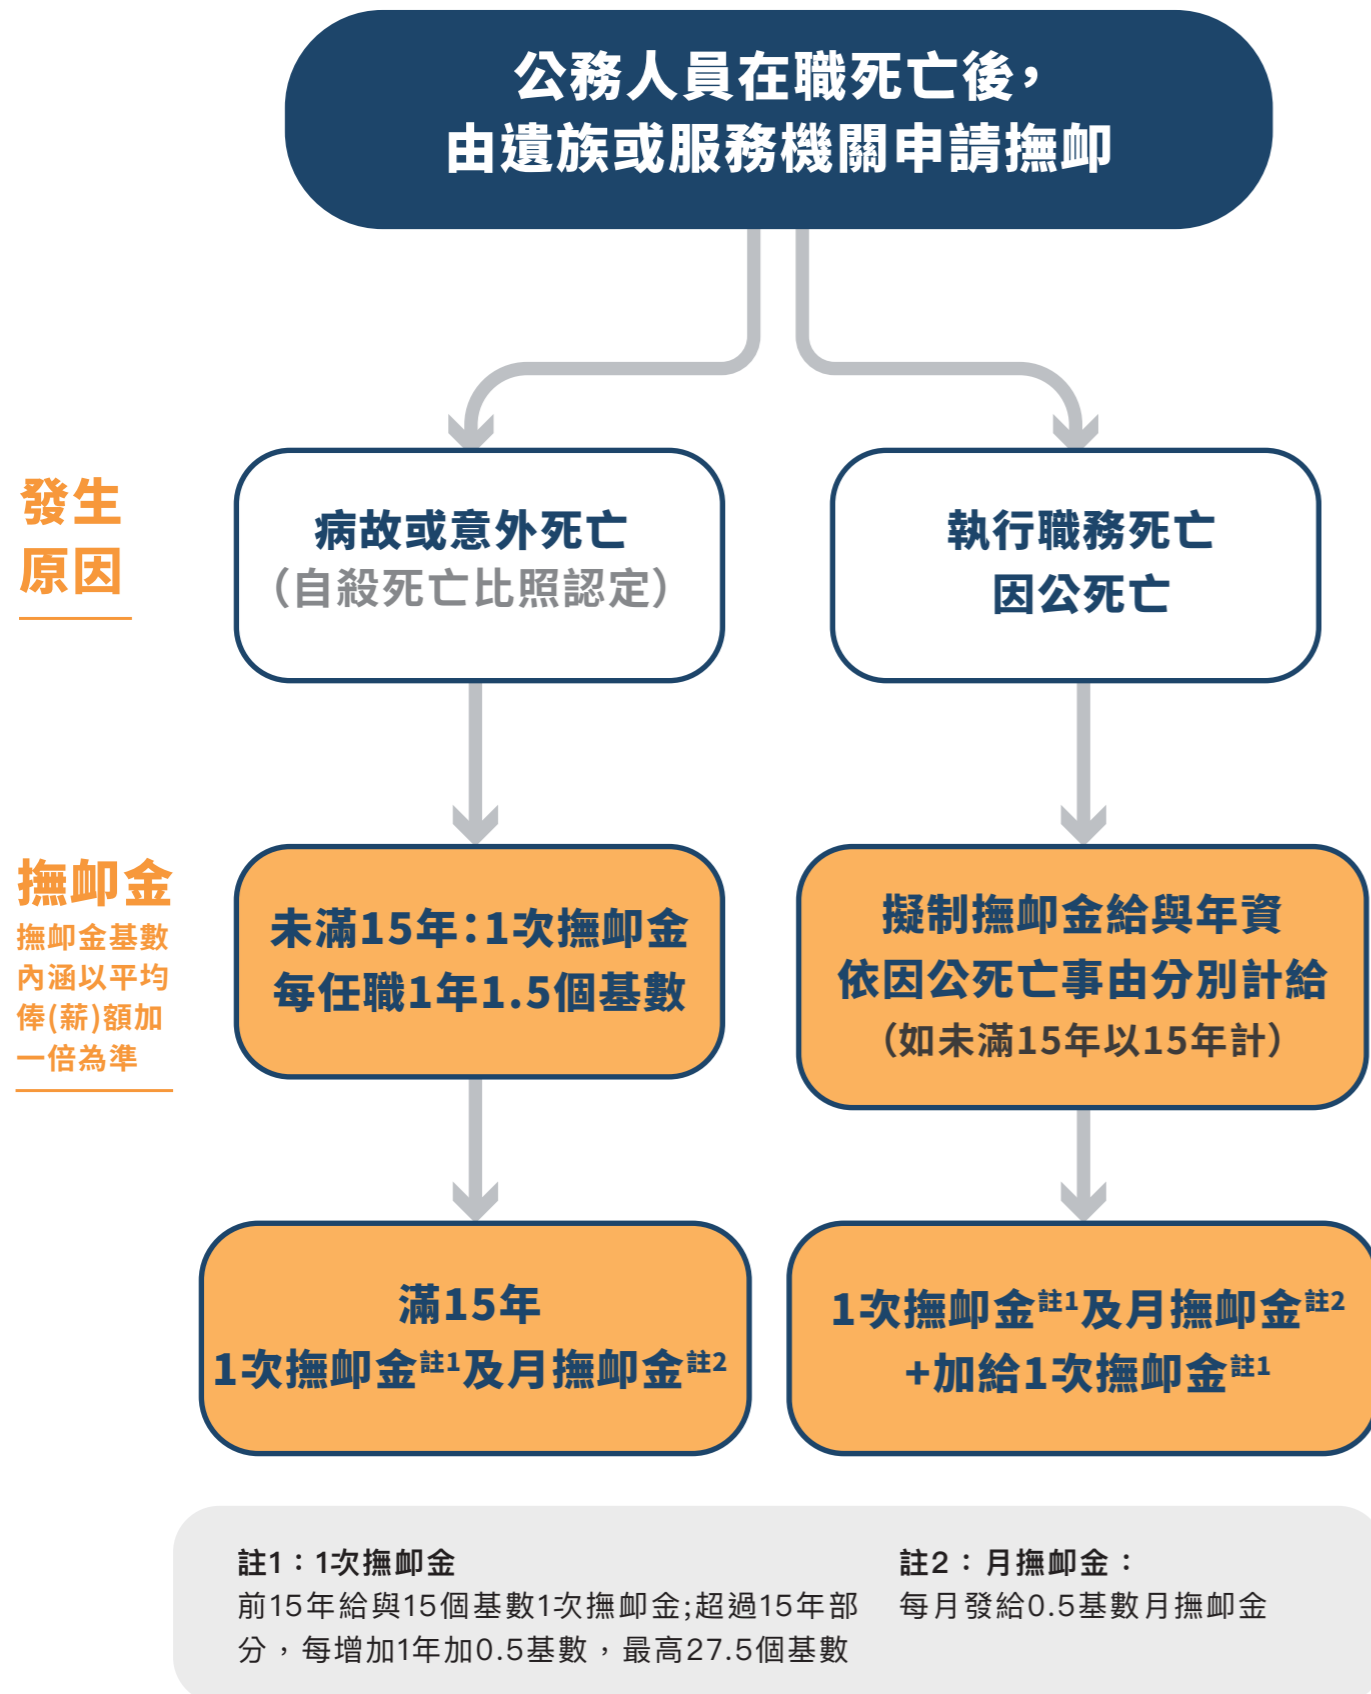 公務人員在職死亡後，
由遺族或服務機關申請撫卹
發生
原因
病故或意外死亡
（自殺死亡比照認定）
執行職務死亡
因公死亡
撫卹金
撫卹金基數
內涵以平均
俸(薪)額加
一倍為準
未滿15年：1次撫卹金
每任職1年1.5個基數
擬制撫卹金給與年資
依因公死亡事由分別計給
（如未滿15年以15年計）
滿15年
1次撫卹金註1及月撫卹金註2
1次撫卹金註1及月撫卹金註2
+加給1次撫卹金註1
註1：1次撫卹金
前15年給與15個基數1次撫卹金;超過15年部
分，每增加1年加0.5基數，最高27.5個基數
註2：月撫卹金：
每月發給0.5基數月撫卹金